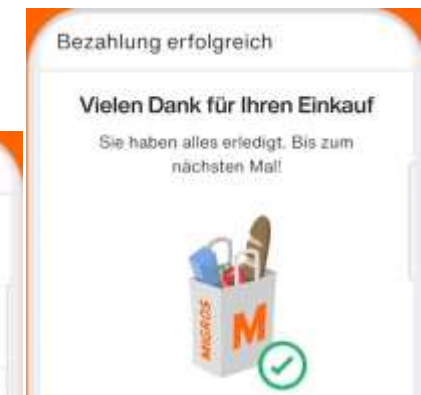 Bezahlung erfolgreich
Vielen Dank für Ihren Einkauf
Sie haben alles erledigt. Bis zum
nächsten Mal!
MIGROS
M